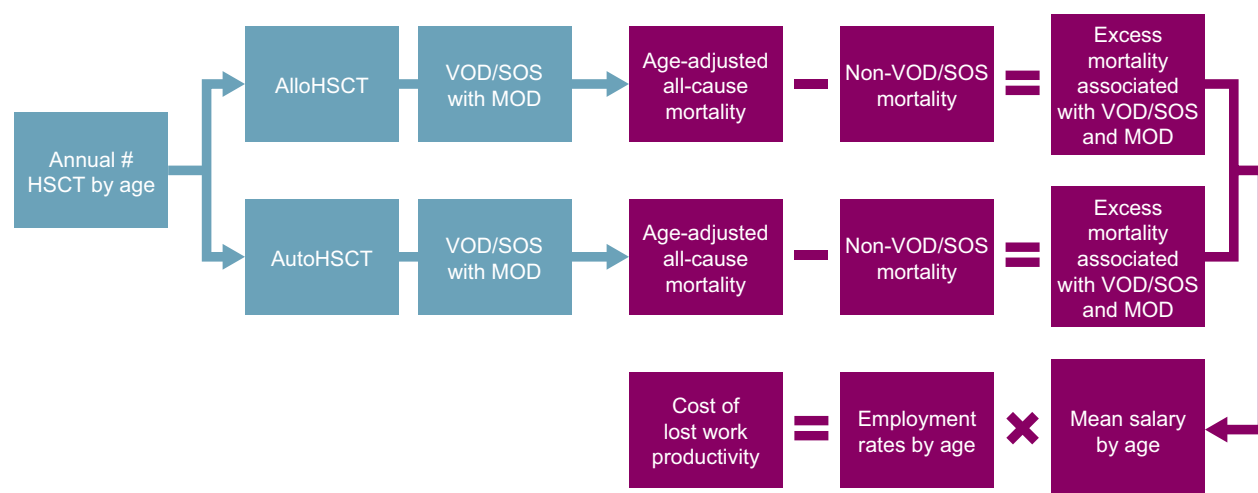 Annual #
HSCT by age
AlloHSCT
VOD/SOS
with MOD
Age-adjusted
all-cause
mortality
−
Non-VOD/SOS
mortality
=
Excess
mortality
associated
with VOD/SOS
and MOD
AutoHSCT
VOD/SOS
with MOD
Age-adjusted
all-cause
mortality
−
Non-VOD/SOS
mortality
=
Excess
mortality
associated
with VOD/SOS
and MOD
Cost of
lost work
productivity
=
Employment
rates by age
×
Mean salary
by age